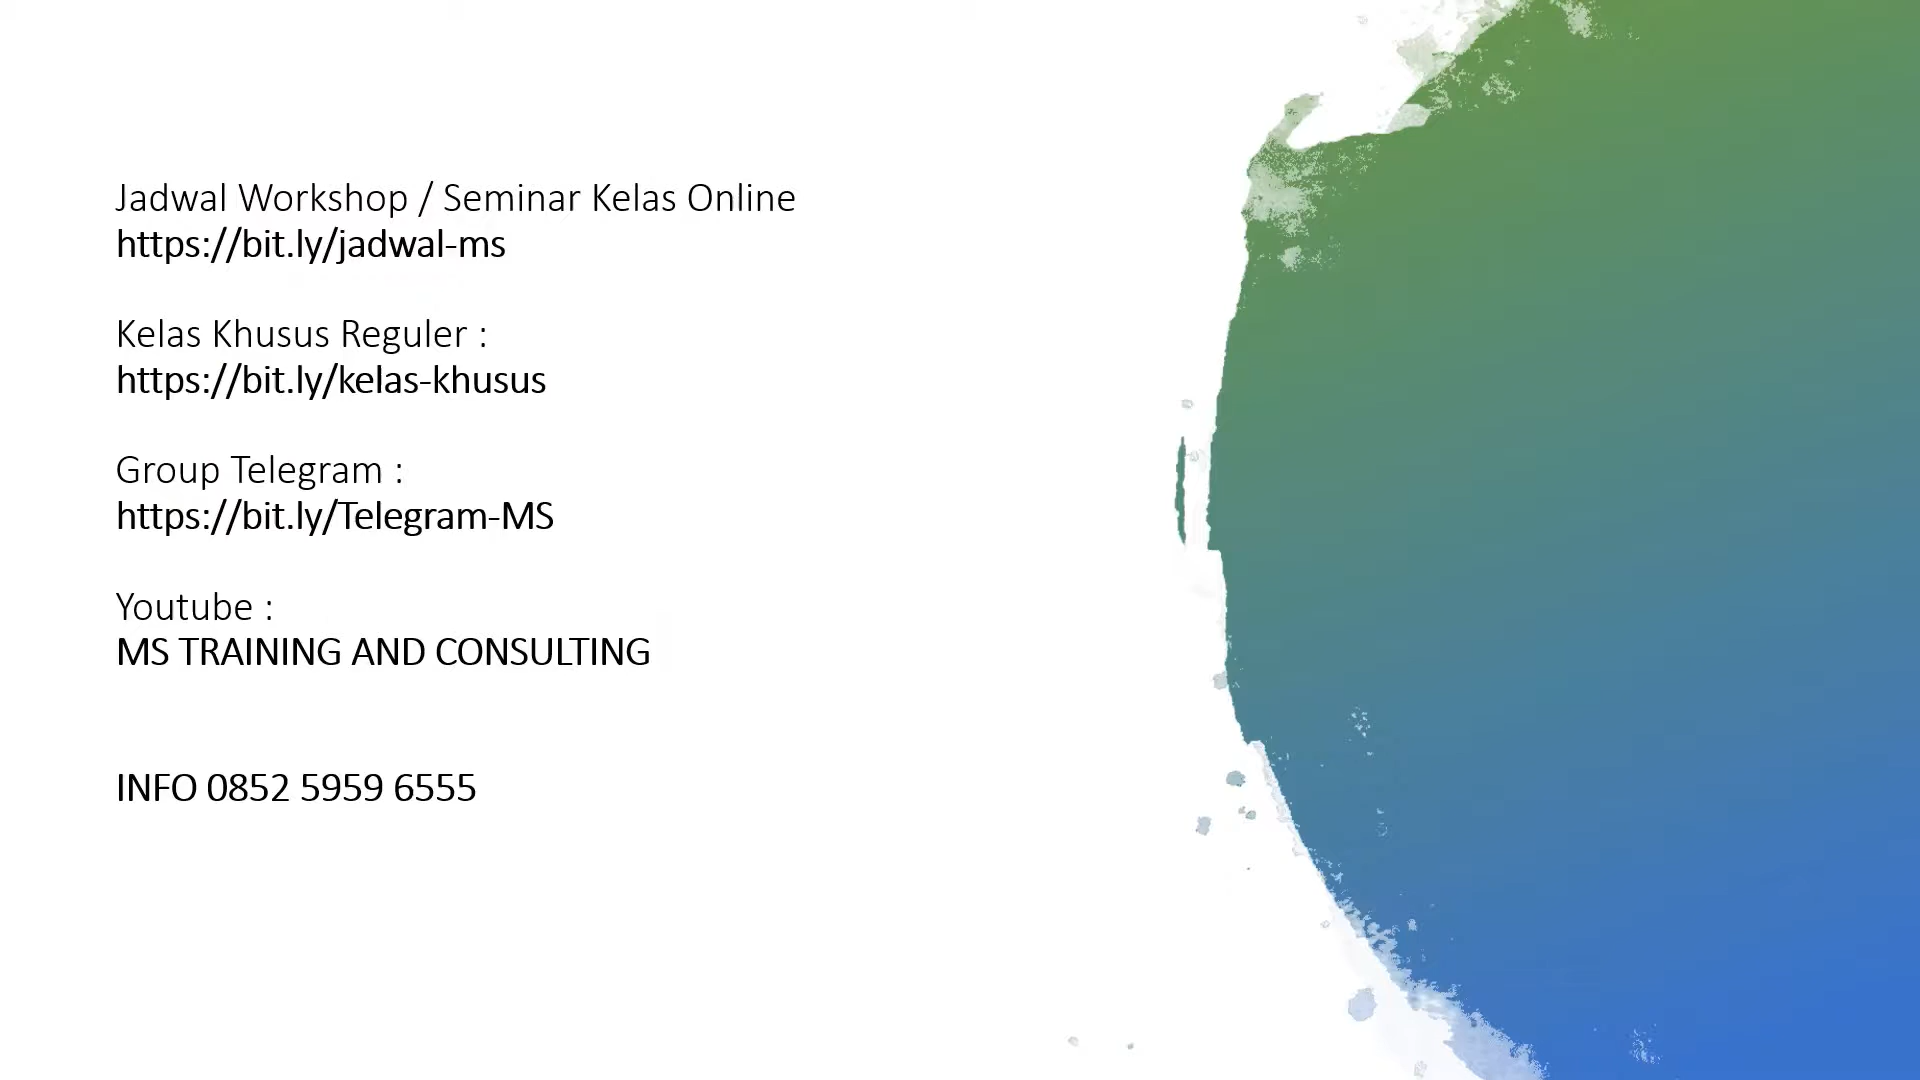 Jadwal Workshop / Seminar Kelas Online
https://bit.ly/jadwal-ms
Kelas Khusus Reguler :
https://bit.ly/kelas-khusus
Group Telegram :
https://bit.ly/Telegram-MS
Youtube :
MS TRAINING AND CONSULTING
INFO 0852 5959 6555